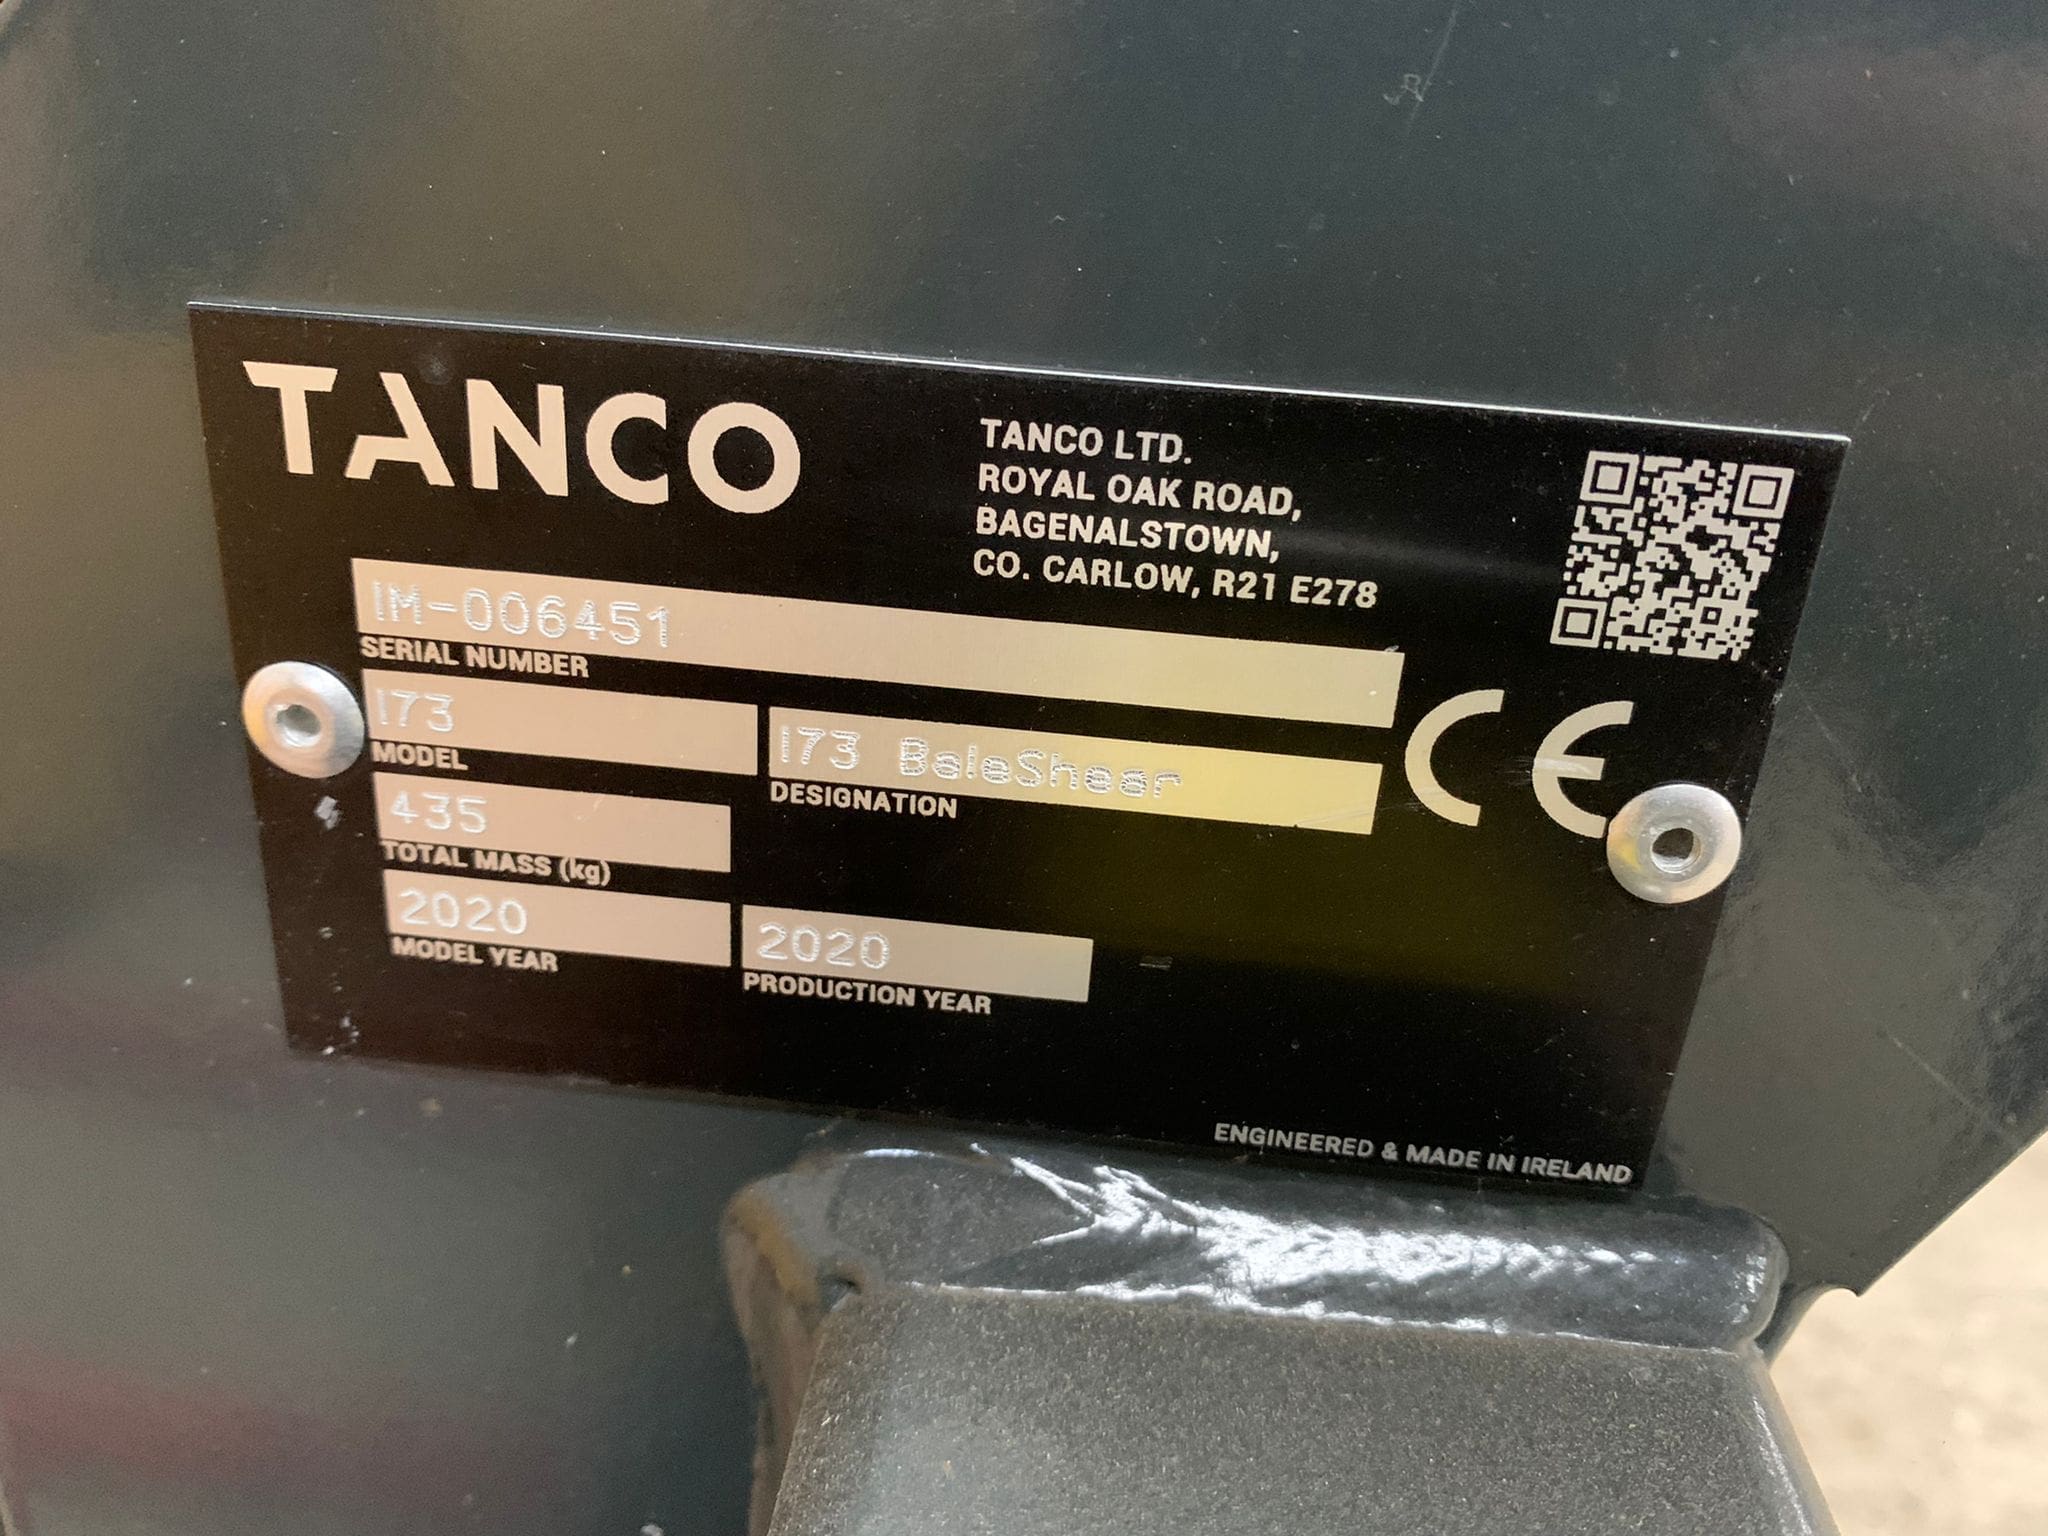 TANCO
TANCO LTD.
ROYAL OAK ROAD,
BAGENALSTOWN,
CO. CARLOW, R21 E278
IM-006451
SERIAL NUMBER
I73
MODEL
I73 BaleShear
DESIGNATION
CE
435
TOTAL MASS (kg)
2020
MODEL YEAR
2020
PRODUCTION YEAR
ENGINEERED & MADE IN IRELAND